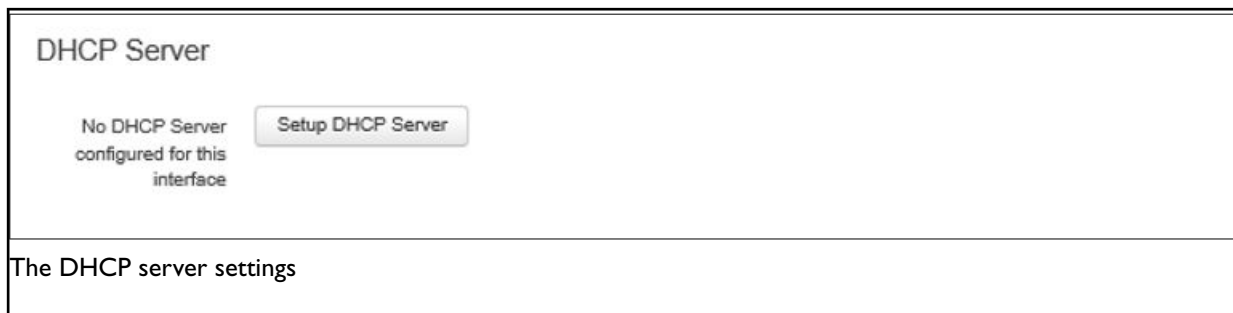 DHCP Server
No DHCP Server
configured for this
interface
Setup DHCP Server
The DHCP server settings